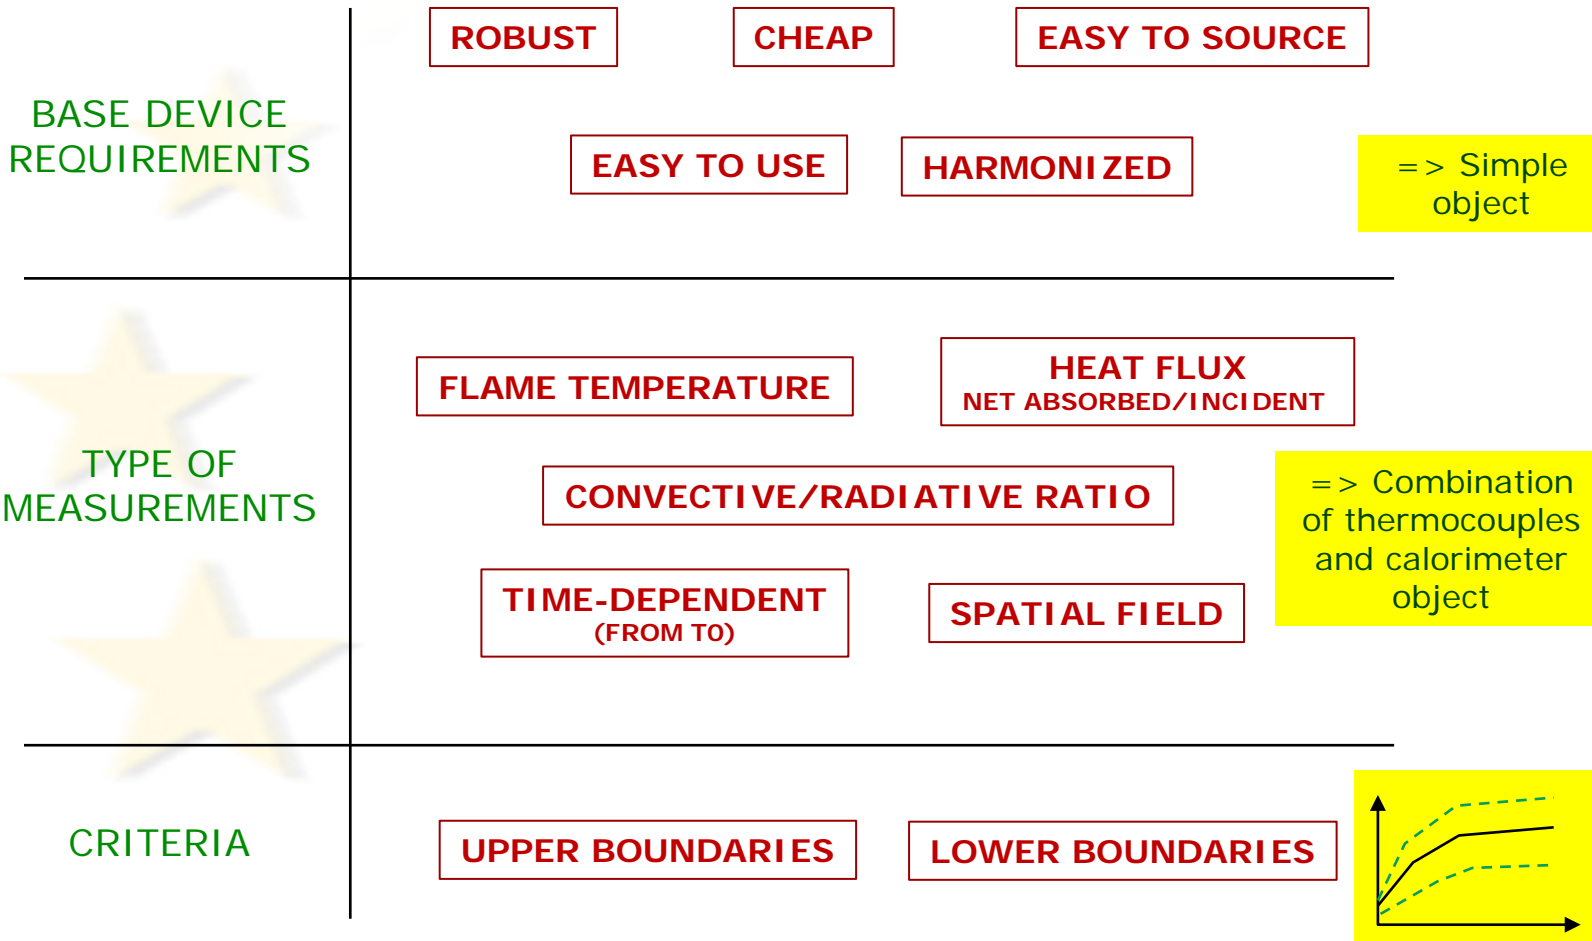 ROBUST
CHEAP
EASY TO SOURCE
BASE DEVICE
REQUIREMENTS
EASY TO USE
HARMONIZED
=> Simple
object
FLAME TEMPERATURE
HEAT FLUX
NET ABSORBED/INCIDENT
TYPE OF
MEASUREMENTS
CONVECTIVE/RADIATIVE RATIO
=> Combination
of thermocouples
and calorimeter
object
TIME-DEPENDENT
(FROM T0)
SPATIAL FIELD
CRITERIA
UPPER BOUNDARIES
LOWER BOUNDARIES